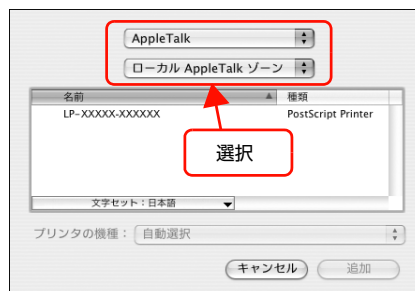 AppleTalk
ローカル AppleTalk ゾーン
名前 種類
LP-XXXXX-XXXXXX PostScript Printer
選択
文字セット：日本語
プリンタの機種： 自動選択
キャンセル 追加